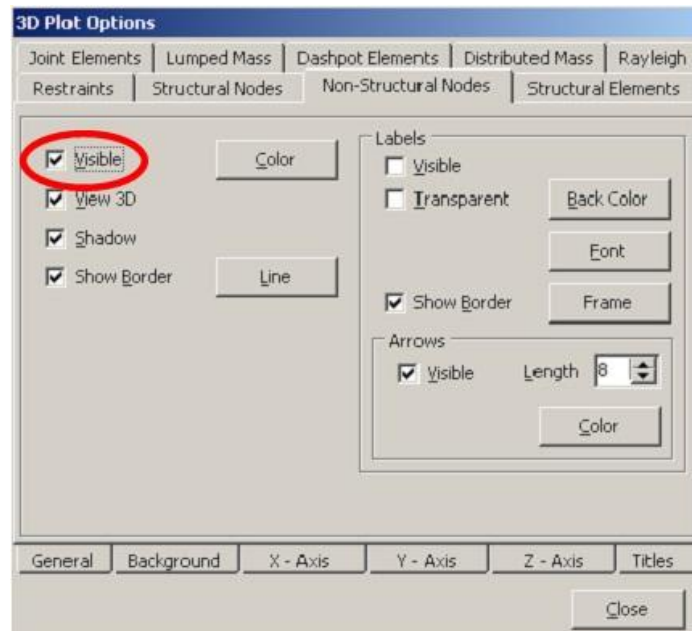 3D Plot Options
Joint Elements Lumped Mass Dashpot Elements Distributed Mass Rayleigh
Restraints Structural Nodes Non-Structural Nodes Structural Elements
Visible Color
View 3D
Shadow
Show Border Line
Labels
Visible
Transparent Back Color
Font
Show Border Frame
Arrows
Visible Length 8
Color
General Background X - Axis Y - Axis Z - Axis Titles
Close